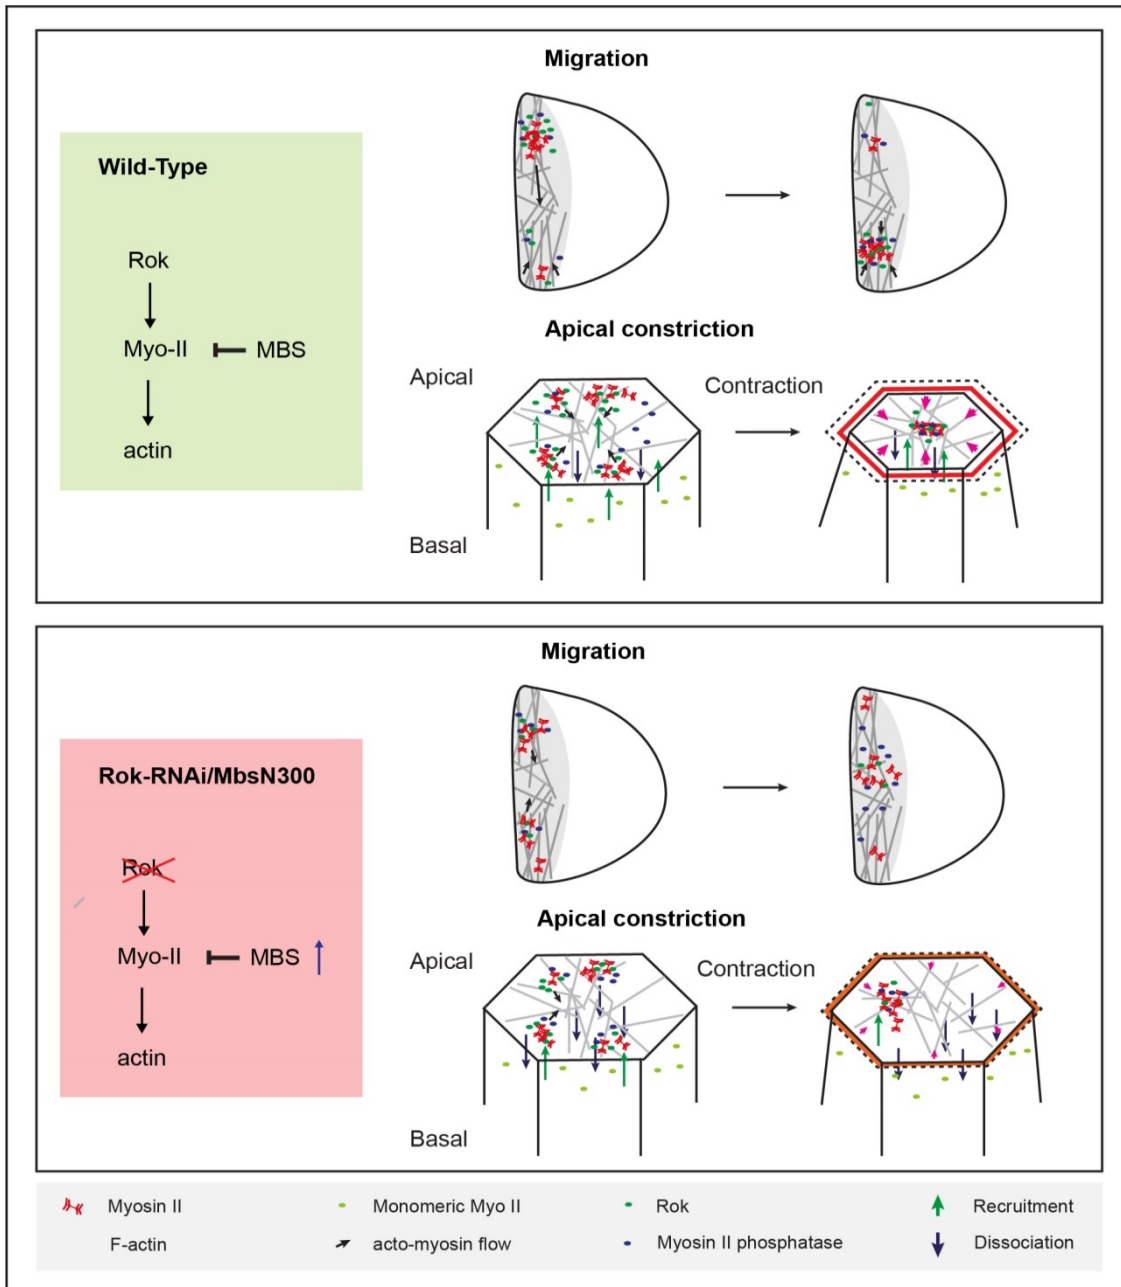 Migration
Wild-Type
Rok
Myo-II
MBS
actin
Apical constriction
Apical
Contraction
Basal
Migration
Rok-RNAi/MbsN300
Rok
Myo-II
MBS
actin
Apical constriction
Apical
Contraction
Basal
Myosin II
Monomeric Myo II
Rok
Recruitment
F-actin
acto-myosin flow
Myosin II phosphatase
Dissociation